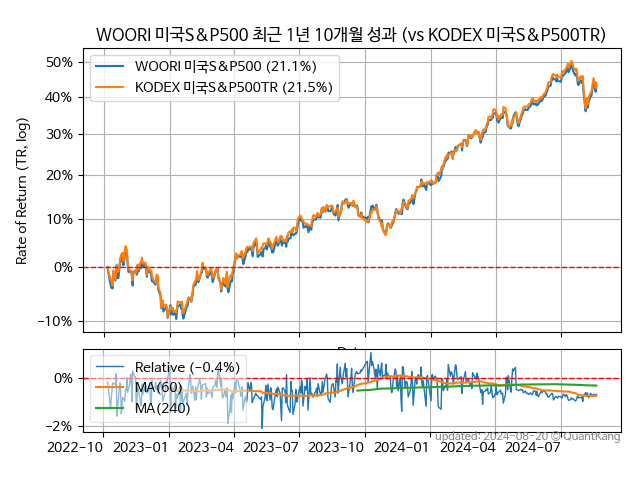 WOORI 미국S&P500 최근 1년 10개월 성과 (vs KODEX 미국S&P500TR)
50%
40%
30%
20%
10%
0%
−10%
Rate of Return (TR, log)
WOORI 미국S&P500 (21.1%)
KODEX 미국S&P500TR (21.5%)
0%
−2%
Relative (−0.4%)
MA(60)
MA(240)
2022−10 2023−01 2023−04 2023−07 2023−10 2024−01 2024−04 2024−07
updated: 2024−08−20 © QuantKang